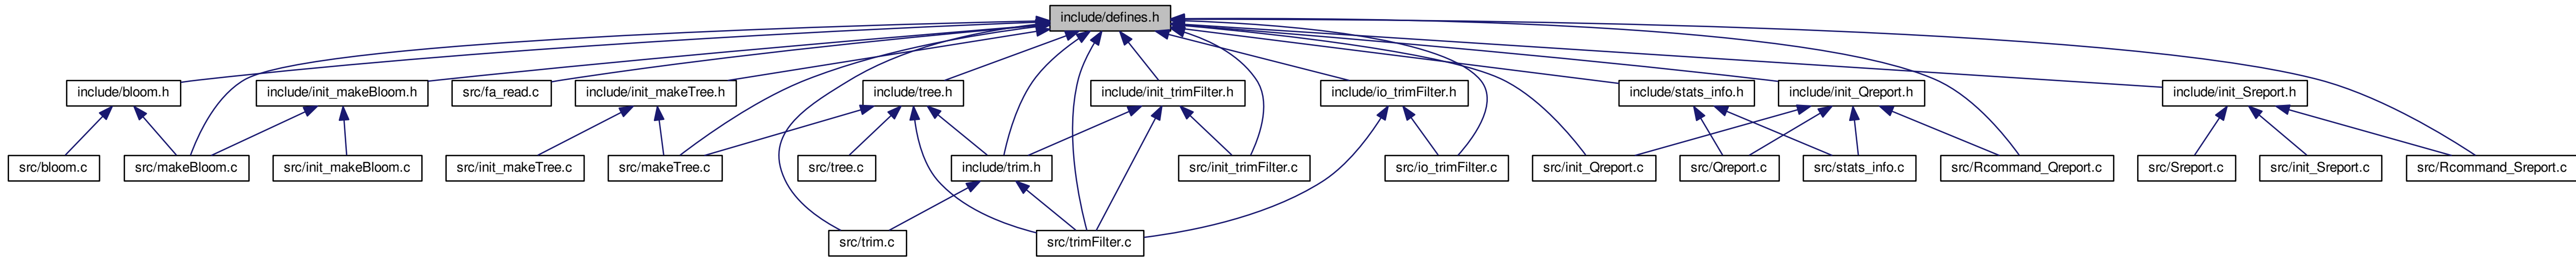 include/defines.h
include/bloom.h
include/init_makeBloom.h
src/fa_read.c
include/init_makeTree.h
include/tree.h
include/init_trimFilter.h
include/io_trimFilter.h
include/stats_info.h
include/init_Qreport.h
include/init_Sreport.h
src/bloom.c
src/makeBloom.c
src/init_makeBloom.c
src/init_makeTree.c
src/makeTree.c
src/tree.c
include/trim.h
src/init_trimFilter.c
src/io_trimFilter.c
src/init_Qreport.c
src/Qreport.c
src/stats_info.c
src/Rcommand_Qreport.c
src/Sreport.c
src/init_Sreport.c
src/Rcommand_Sreport.c
src/trim.c
src/trimFilter.c